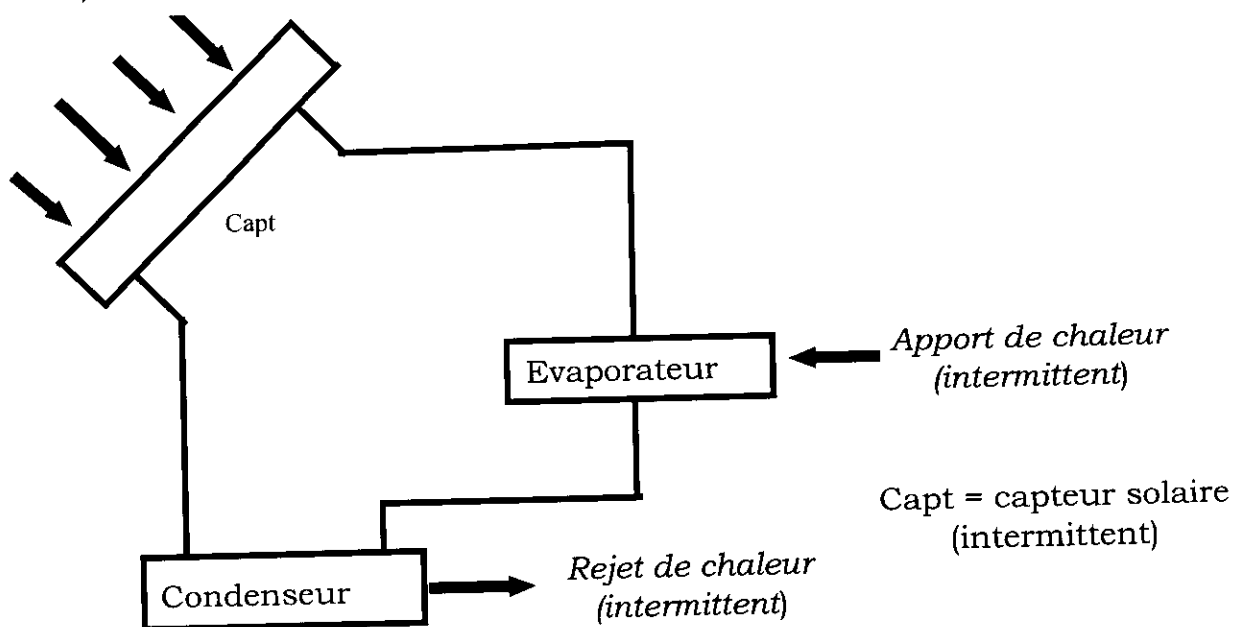 Capt
Evaporateur
Apport de chaleur
(intermittent)
Capt = capteur solaire
(intermittent)
Condenseur
Rejet de chaleur
(intermittent)